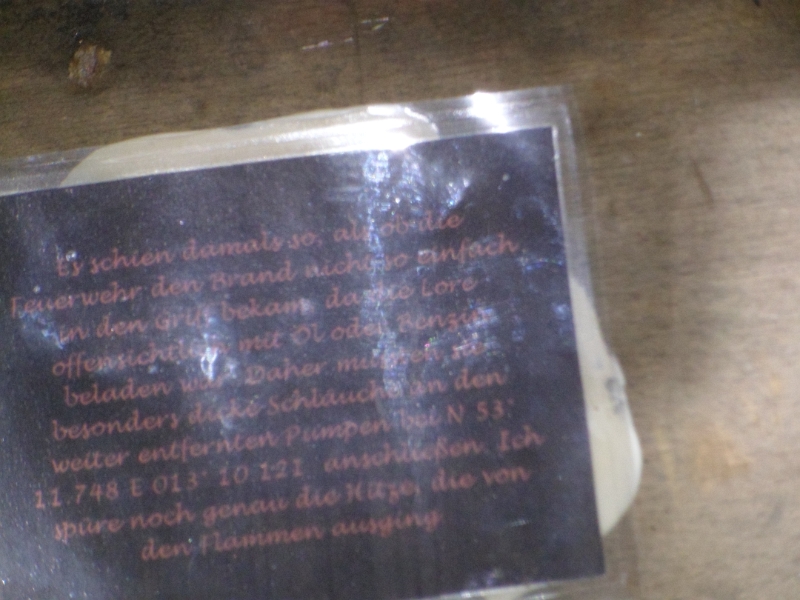 Es schien damals so, als ob die
Feuerwehr den Brand nicht so einfach
in den Griff bekam, da die Lore
offensichtlich mit Öl oder Benzin
beladen war. Daher mußten sie
besonders dicke Schläuche an den
weiter entfernten Pumpen bei N 53°
11.748 E 013° 10.121 anschließen. Ich
spüre noch genau die Hitze, die von
den Flammen ausging